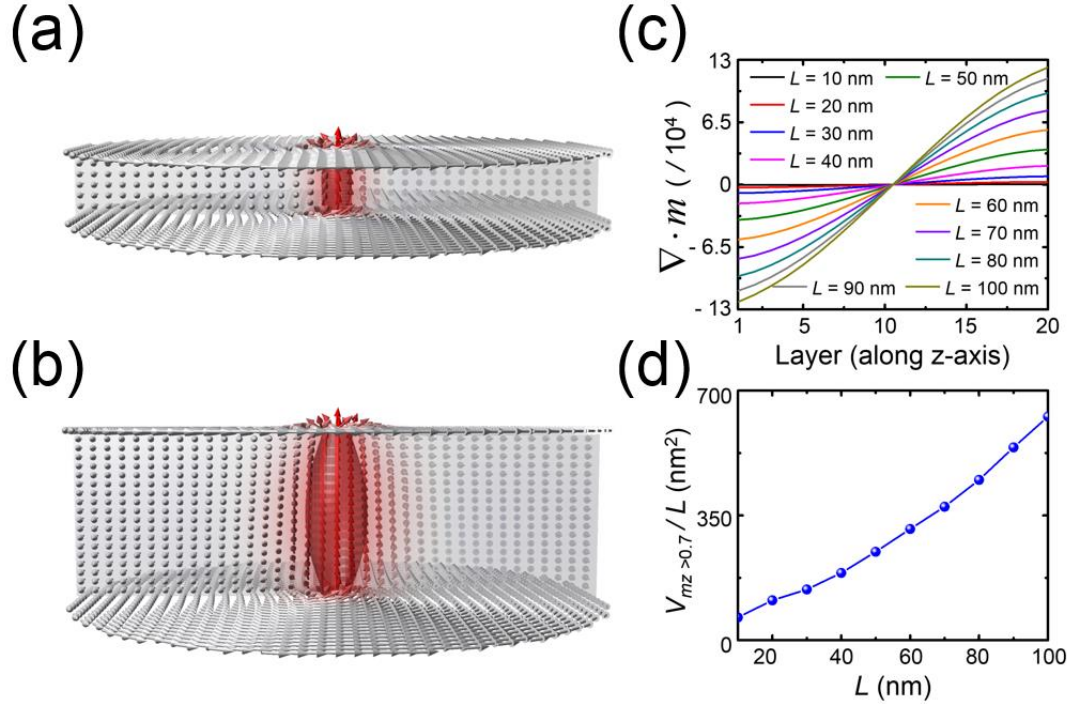 (a)
(b)
(c)
∇ · m ( / 10⁴ )
13
6.5
0
- 6.5
- 13
L = 10 nm
L = 50 nm
L = 20 nm
L = 30 nm
L = 40 nm
L = 60 nm
L = 70 nm
L = 80 nm
L = 90 nm
L = 100 nm
1 5 10 15 20
Layer (along z-axis)
(d)
V mz >0.7 / L (nm²)
700
350
0
20 40 60 80 100
L (nm)